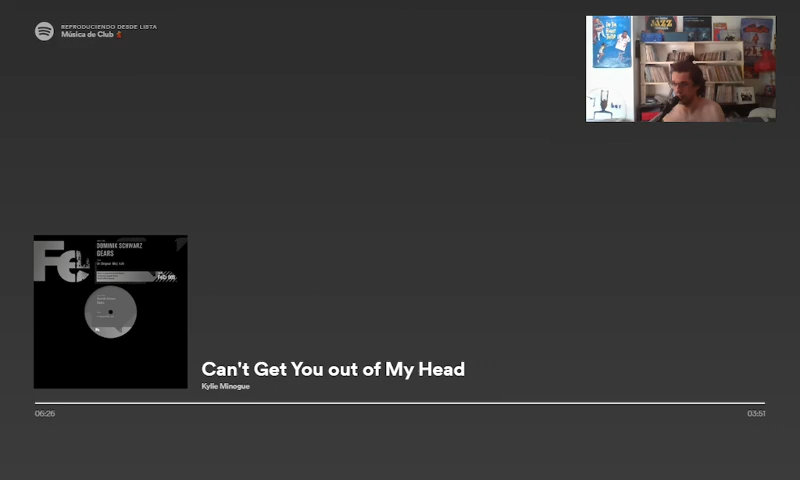 REPRODUCIENDO DESDE LISTA
Música de Club
DOMINIK SCHWARZ
GEARS
Can't Get You out of My Head
Kylie Minogue
06:26
03:51